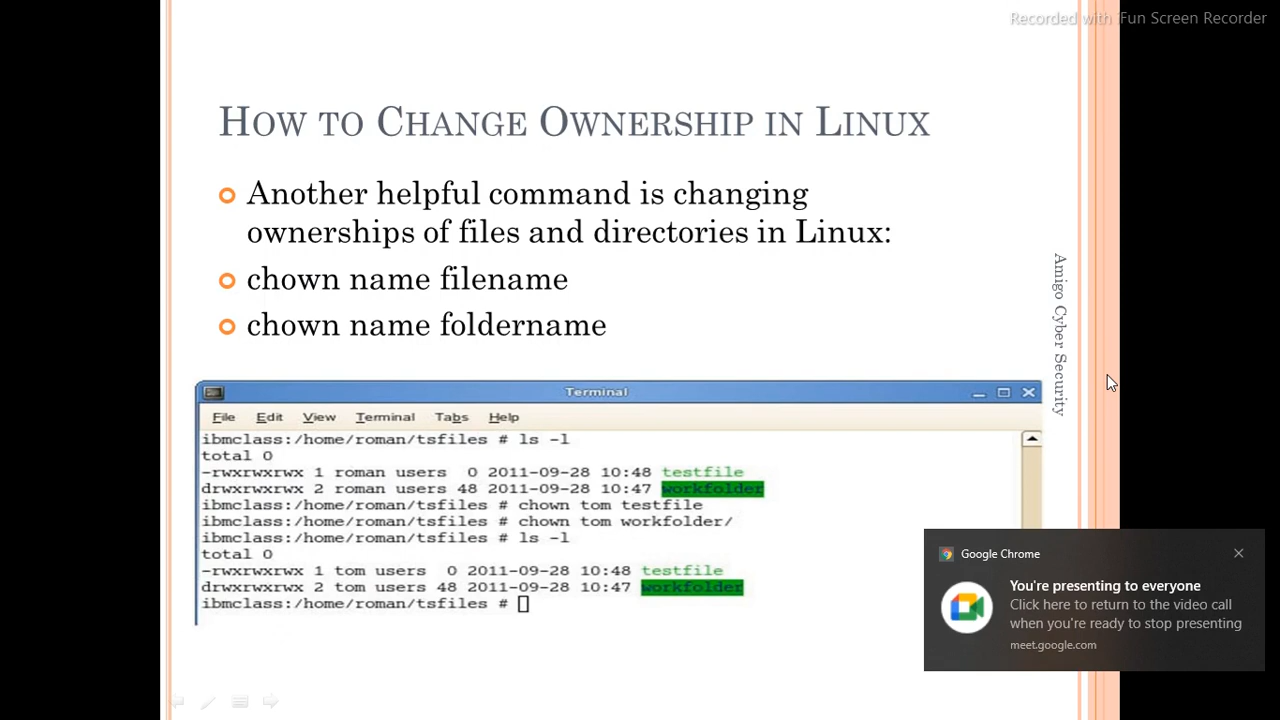 Recorded with iFun Screen Recorder
How to Change Ownership in Linux
Another helpful command is changing
ownerships of files and directories in Linux:
chown name filename
chown name foldername
Amigo Cyber Security
Terminal
File Edit View Terminal Tabs Help
ibmclass:/home/roman/tsfiles # ls -l
total 0
-rwxrwxrwx 1 roman users 0 2011-09-28 10:48 testfile
drwxrwxrwx 2 roman users 48 2011-09-28 10:47 workfolder
ibmclass:/home/roman/tsfiles # chown tom testfile
ibmclass:/home/roman/tsfiles # chown tom workfolder/
ibmclass:/home/roman/tsfiles # ls -l
total 0
-rwxrwxrwx 1 tom users 0 2011-09-28 10:48 testfile
drwxrwxrwx 2 tom users 48 2011-09-28 10:47 workfolder
ibmclass:/home/roman/tsfiles #
Google Chrome
You're presenting to everyone
Click here to return to the video call
when you're ready to stop presenting
meet.google.com